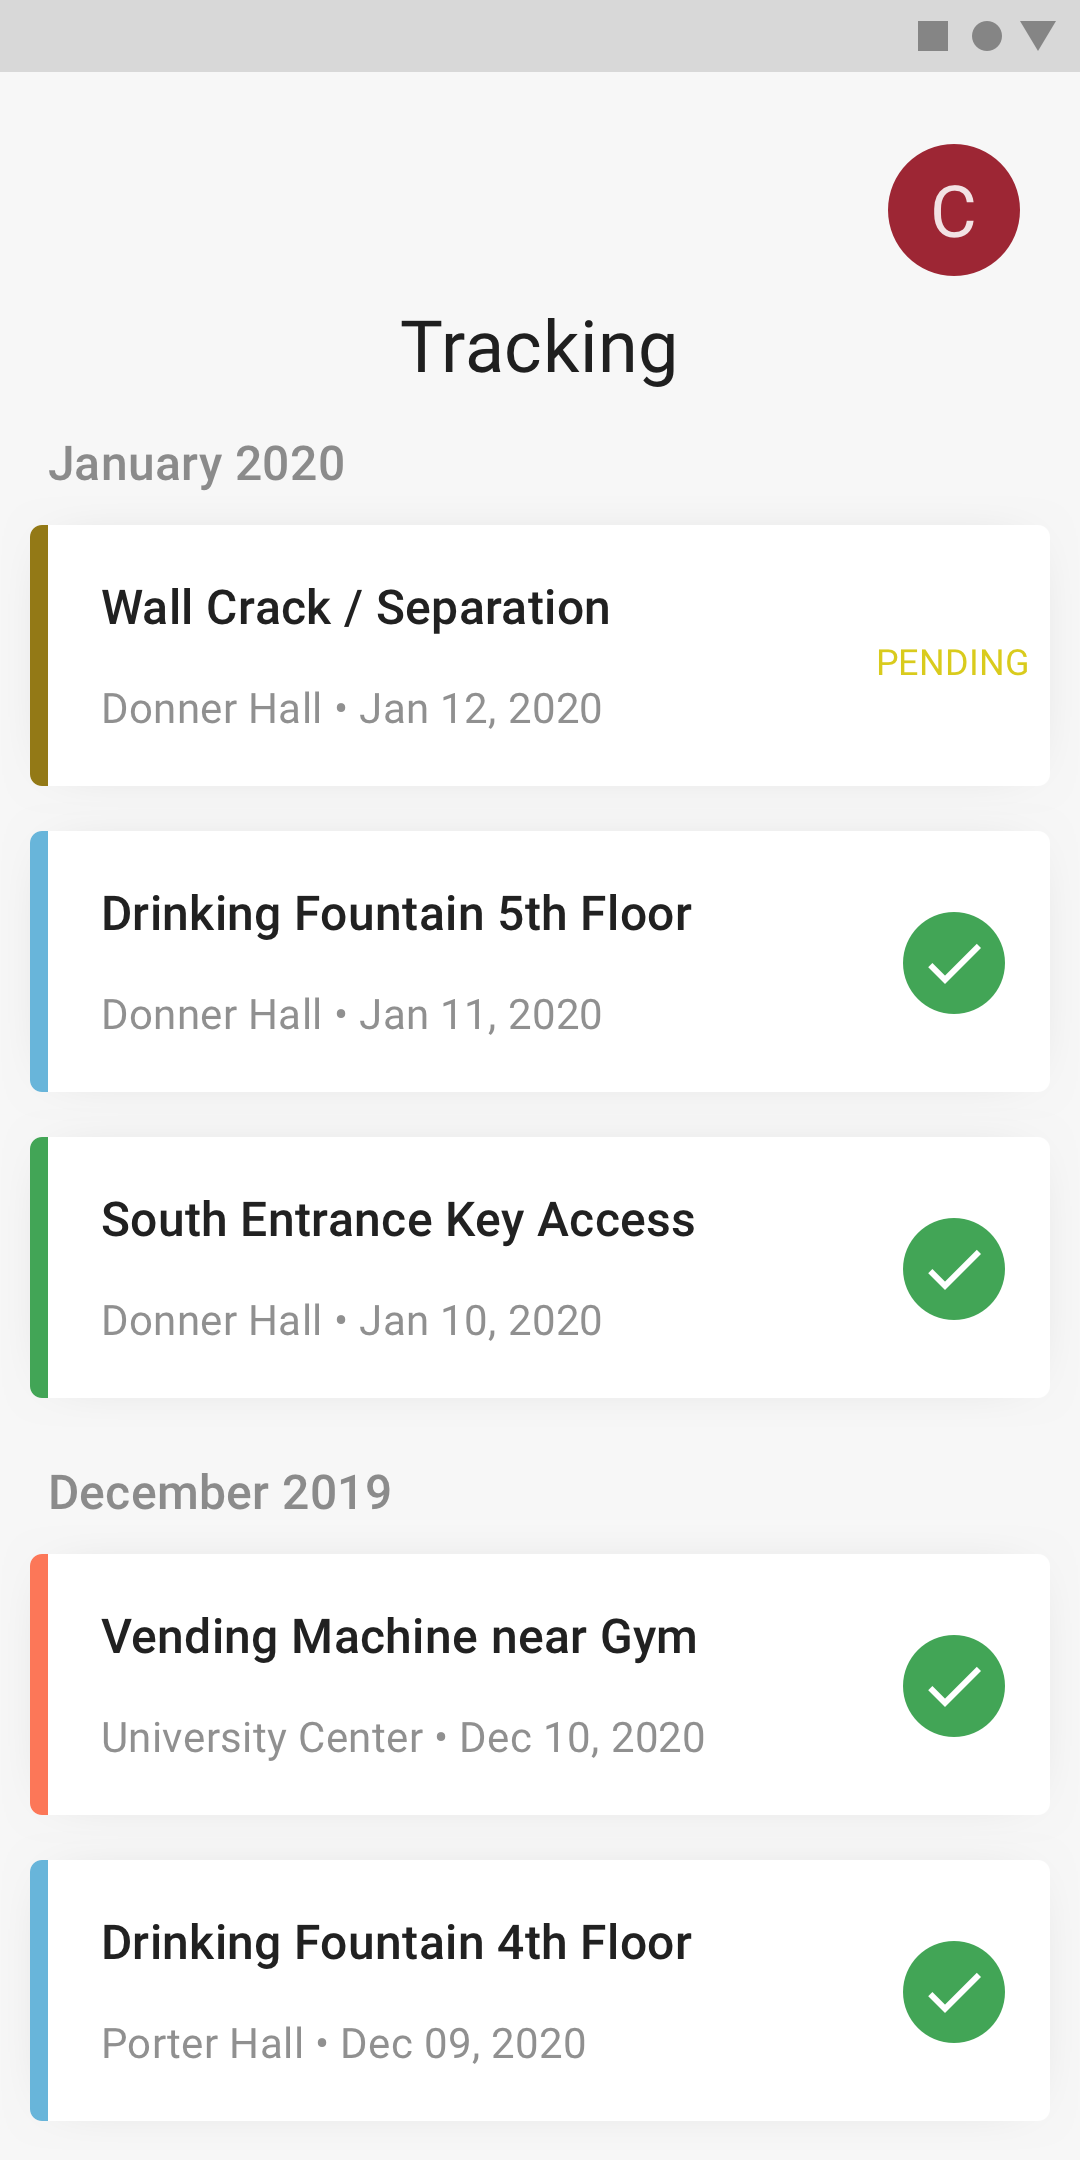 C
Tracking
January 2020
Wall Crack / Separation
PENDING
Donner Hall • Jan 12, 2020
Drinking Fountain 5th Floor
Donner Hall • Jan 11, 2020
South Entrance Key Access
Donner Hall • Jan 10, 2020
December 2019
Vending Machine near Gym
University Center • Dec 10, 2020
Drinking Fountain 4th Floor
Porter Hall • Dec 09, 2020